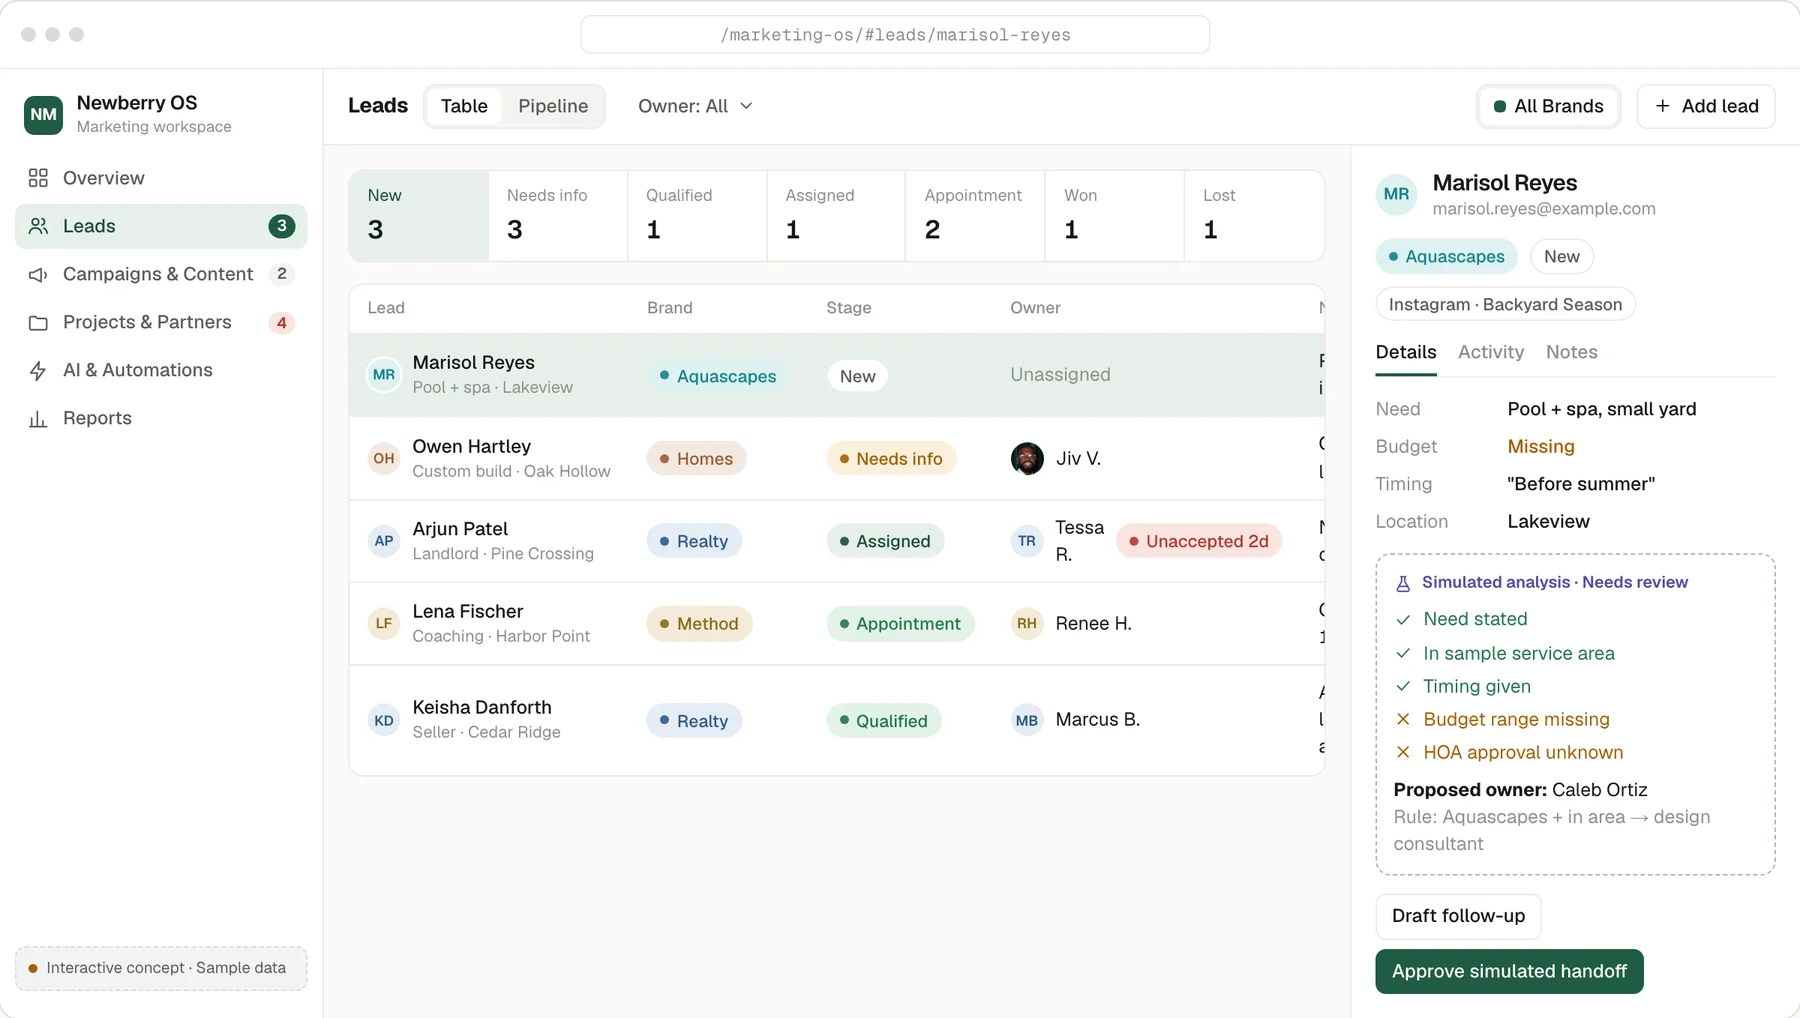 /marketing-os/#leads/marisol-reyes
NM
Newberry OS
Marketing workspace
Overview
Leads 3
Campaigns & Content 2
Projects & Partners 4
AI & Automations
Reports
Interactive concept · Sample data
Leads
Table Pipeline
Owner: All
All Brands
+ Add lead
New
3
Needs info
3
Qualified
1
Assigned
1
Appointment
2
Won
1
Lost
1
Lead Brand Stage Owner
MR
Marisol Reyes
Pool + spa · Lakeview
Aquascapes
New
Unassigned
OH
Owen Hartley
Custom build · Oak Hollow
Homes
Needs info
Jiv V.
AP
Arjun Patel
Landlord · Pine Crossing
Realty
Assigned
TR
Tessa
R.
Unaccepted 2d
LF
Lena Fischer
Coaching · Harbor Point
Method
Appointment
RH
Renee H.
KD
Keisha Danforth
Seller · Cedar Ridge
Realty
Qualified
MB
Marcus B.
MR
Marisol Reyes
marisol.reyes@example.com
Aquascapes
New
Instagram · Backyard Season
Details Activity Notes
Need Pool + spa, small yard
Budget Missing
Timing "Before summer"
Location Lakeview
Simulated analysis · Needs review
Need stated
In sample service area
Timing given
Budget range missing
HOA approval unknown
Proposed owner: Caleb Ortiz
Rule: Aquascapes + in area → design
consultant
Draft follow-up
Approve simulated handoff